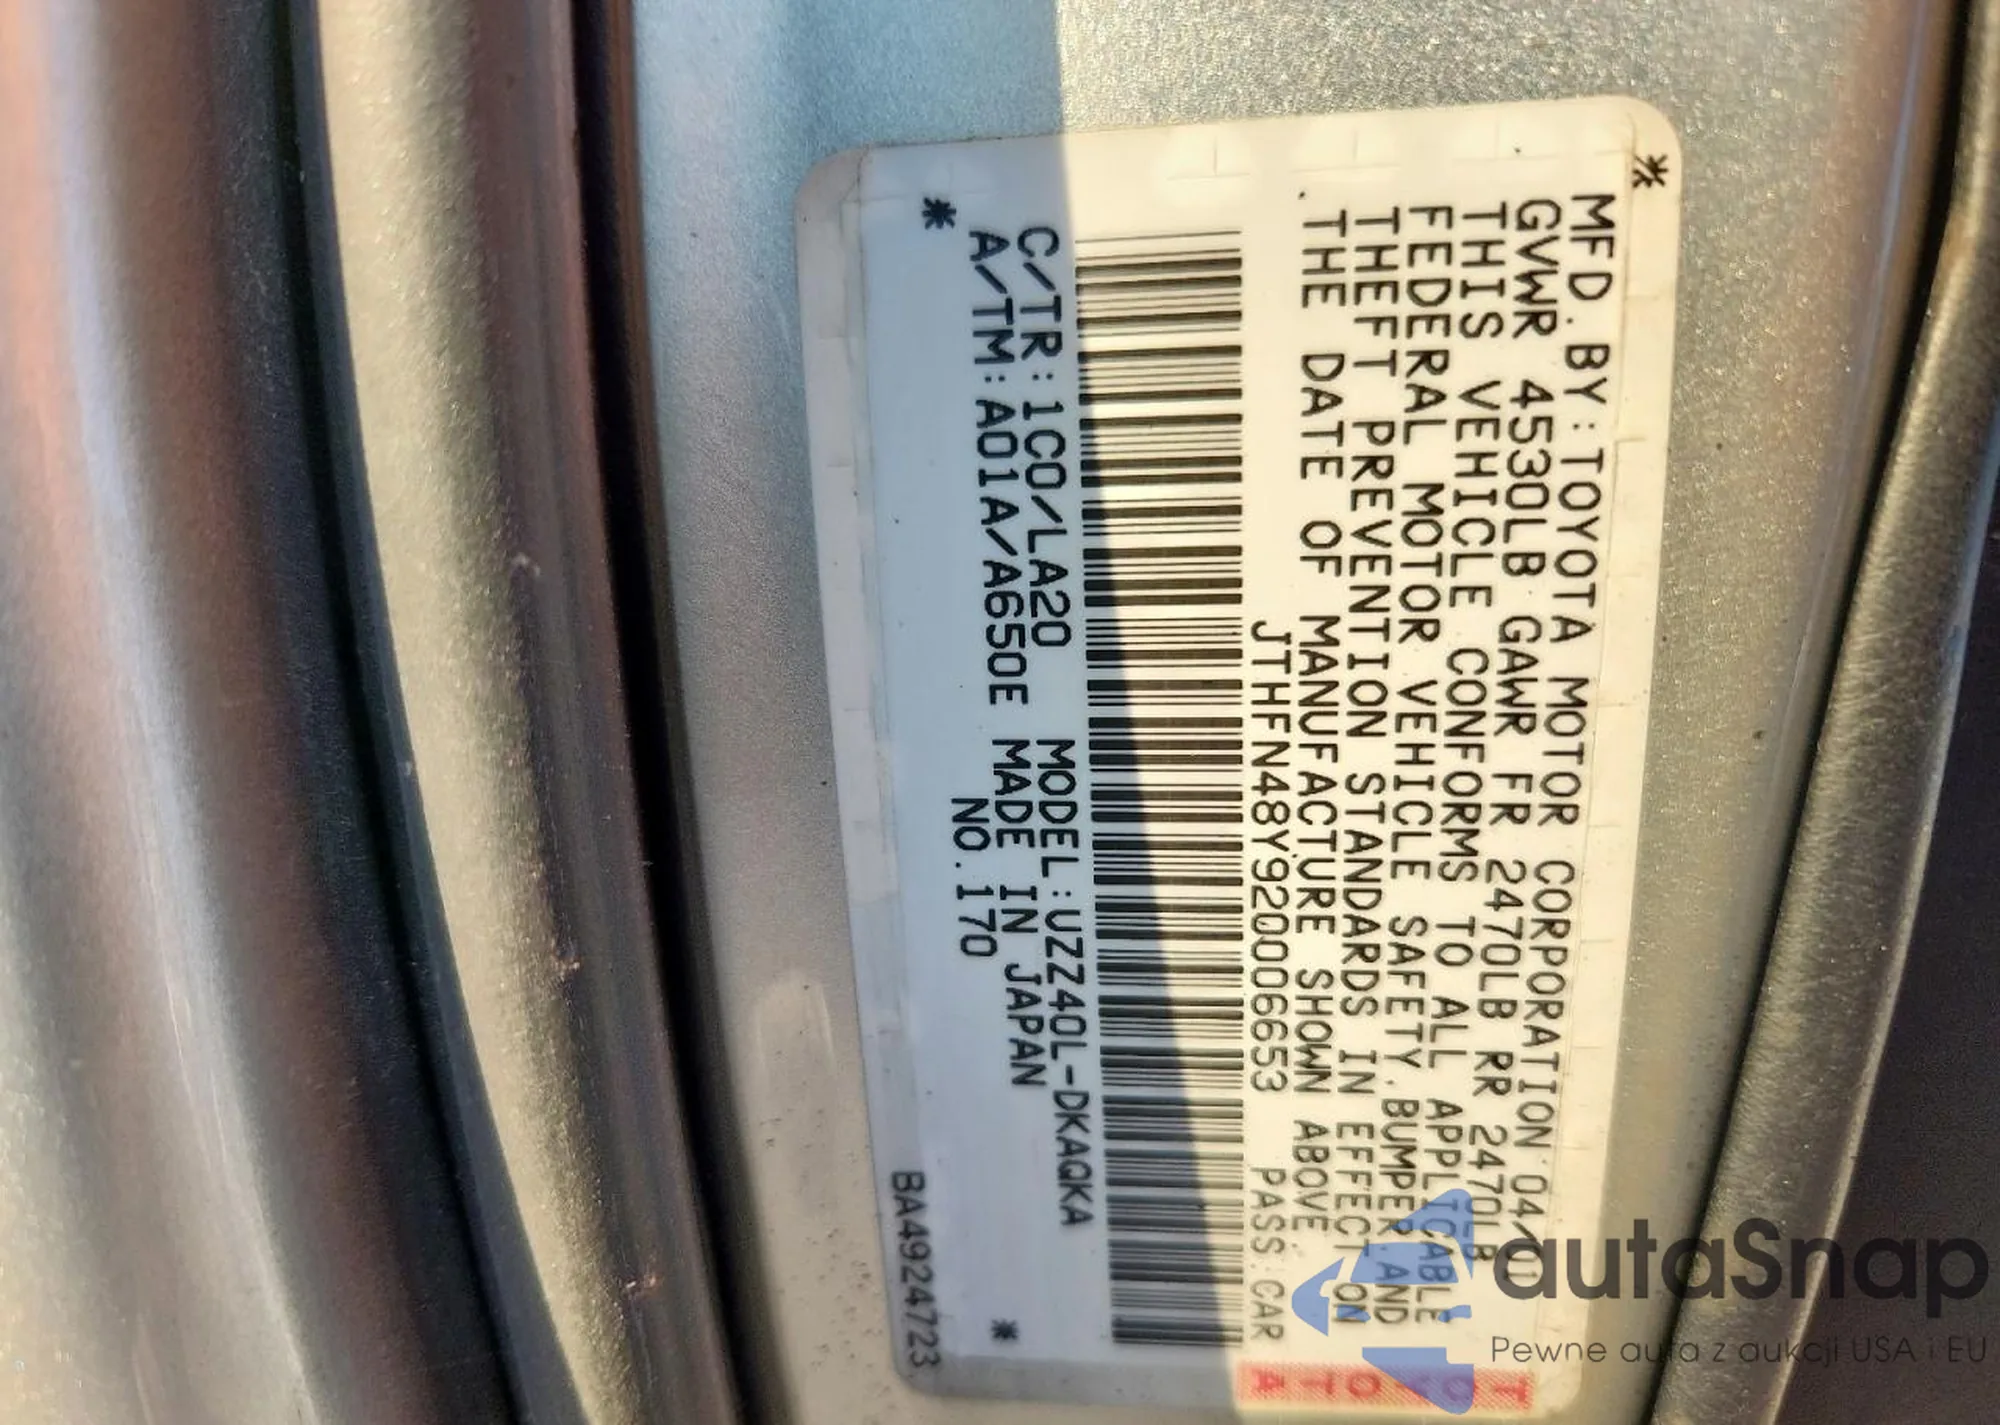 MFD. BY: TOYOTA MOTOR CORPORATION 04/01
GVWR 4530LB GAWR FR 2470LB RR 2470LB
THIS VEHICLE CONFORMS TO ALL APPLICABLE
FEDERAL MOTOR VEHICLE SAFETY. BUMPER. AND
THEFT PREVENTION STANDARDS IN EFFECT ON
THE DATE OF MANUFACTURE SHOWN ABOVE.
JTHFN48Y920006653 PASS. CAR
C/TR: 1C0/LA20 MODEL: UZZ40L-DKAQKA
A/TM: A01A/A650E MADE IN JAPAN
NO. 170
BA4924723
TOYOTA
autaSnap
Pewne auta z aukcji USA i EU